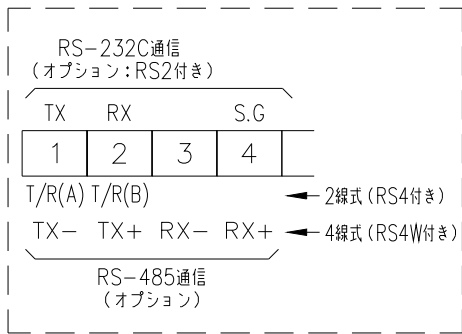 RS-232C通信
(オプション:RS2付き)
TX RX S.G
1 2 3 4
T/R(A) T/R(B) 2線式(RS4付き)
TX- TX+ RX- RX+ 4線式(RS4W付き)
RS-485通信
(オプション)